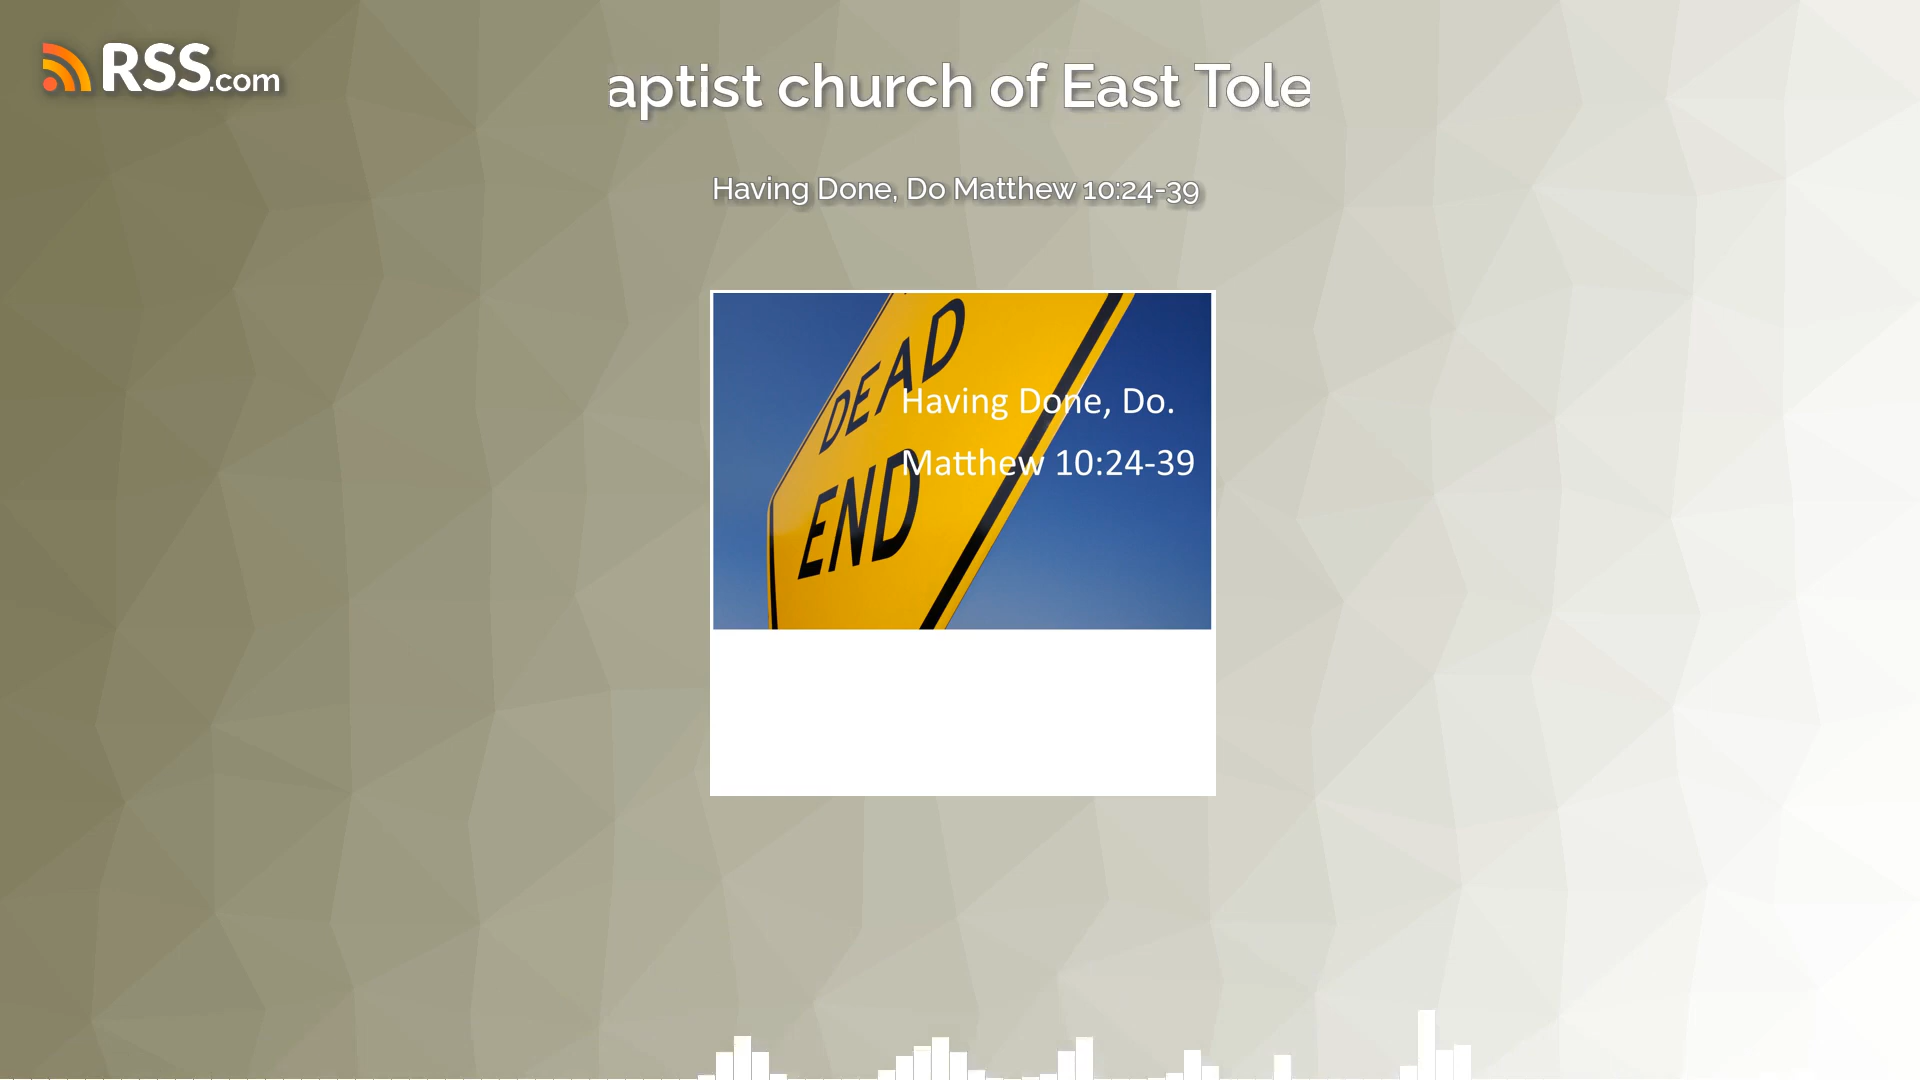 RSS.com
aptist church of East Tole
Having Done, Do Matthew 10:24-39
DEAD
END
Having Done, Do.
Matthew 10:24-39